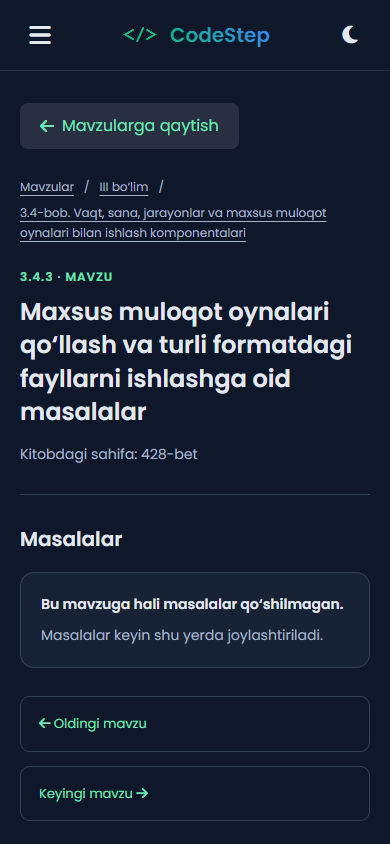 </> CodeStep
← Mavzularga qaytish
Mavzular / III bo‘lim /
3.4-bob. Vaqt, sana, jarayonlar va maxsus muloqot
oynalari bilan ishlash komponentalari
3.4.3 · MAVZU
Maxsus muloqot oynalari
qo‘llash va turli formatdagi
fayllarni ishlashga oid
masalalar
Kitobdagi sahifa: 428-bet
Masalalar
Bu mavzuga hali masalalar qo‘shilmagan.
Masalalar keyin shu yerda joylashtiriladi.
← Oldingi mavzu
Keyingi mavzu →